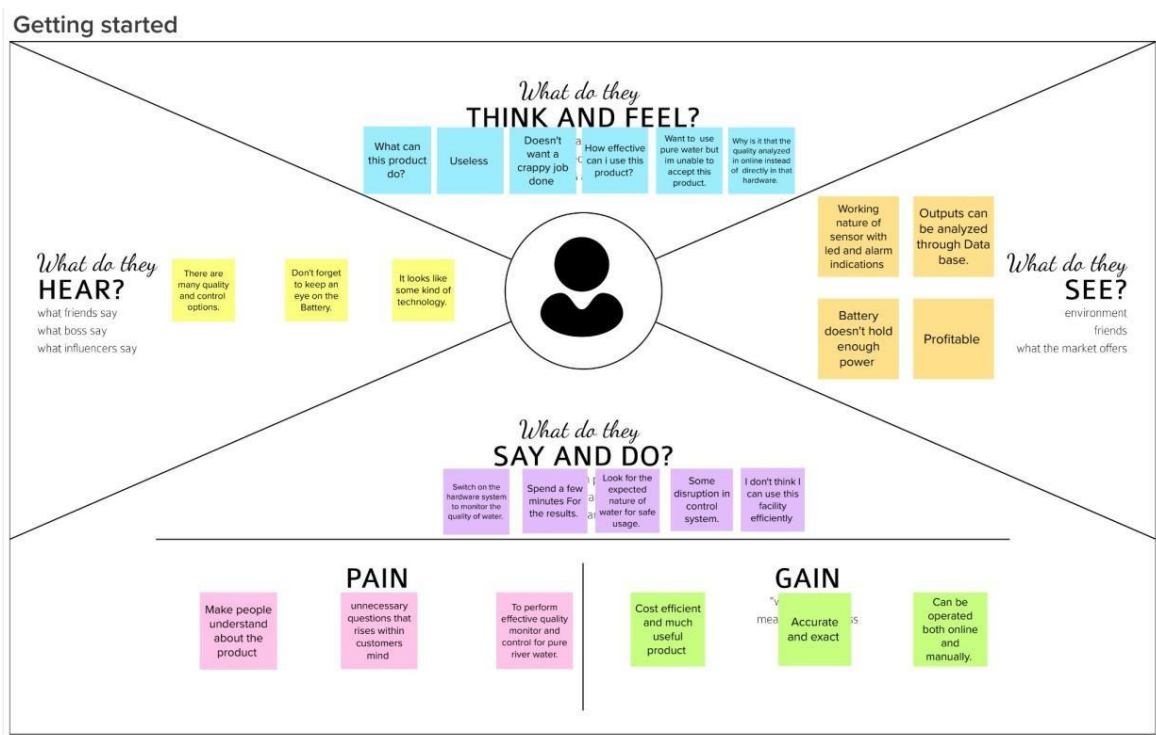 Getting started
What do they
THINK AND FEEL?
What can
this product
do?
Useless
Doesn't
want a
crappy job
done
How effective
can i use this
product?
Want to use
pure water but
im unable to
accept this
product.
Why is it that the
quality analyzed
in online instead
of directly in that
hardware.
What do they
HEAR?
what friends say
what boss say
what influencers say
There are
many quality
and control
options.
Don't forget
to keep an
eye on the
Battery.
It looks like
some kind of
technology.
Working
nature of
sensor with
led and alarm
indications
Outputs can
be analyzed
through Data
base.
Battery
doesn't hold
enough
power
Profitable
What do they
SEE?
environment
friends
what the market offers
What do they
SAY AND DO?
Switch on the
hardware system
to monitor the
quality of water.
Spend a few
minutes For
the results.
Look for the
expected
nature of
water for safe
usage.
Some
disruption in
control
system.
I don't think I
can use this
facility
efficiently
PAIN
Make people
understand
about the
product
unnecessary
questions that
rises within
customers
mind
To perform
effective quality
monitor and
control for pure
river water.
GAIN
Cost efficient
and much
useful
product
Accurate
and exact
Can be
operated
both online
and
manually.